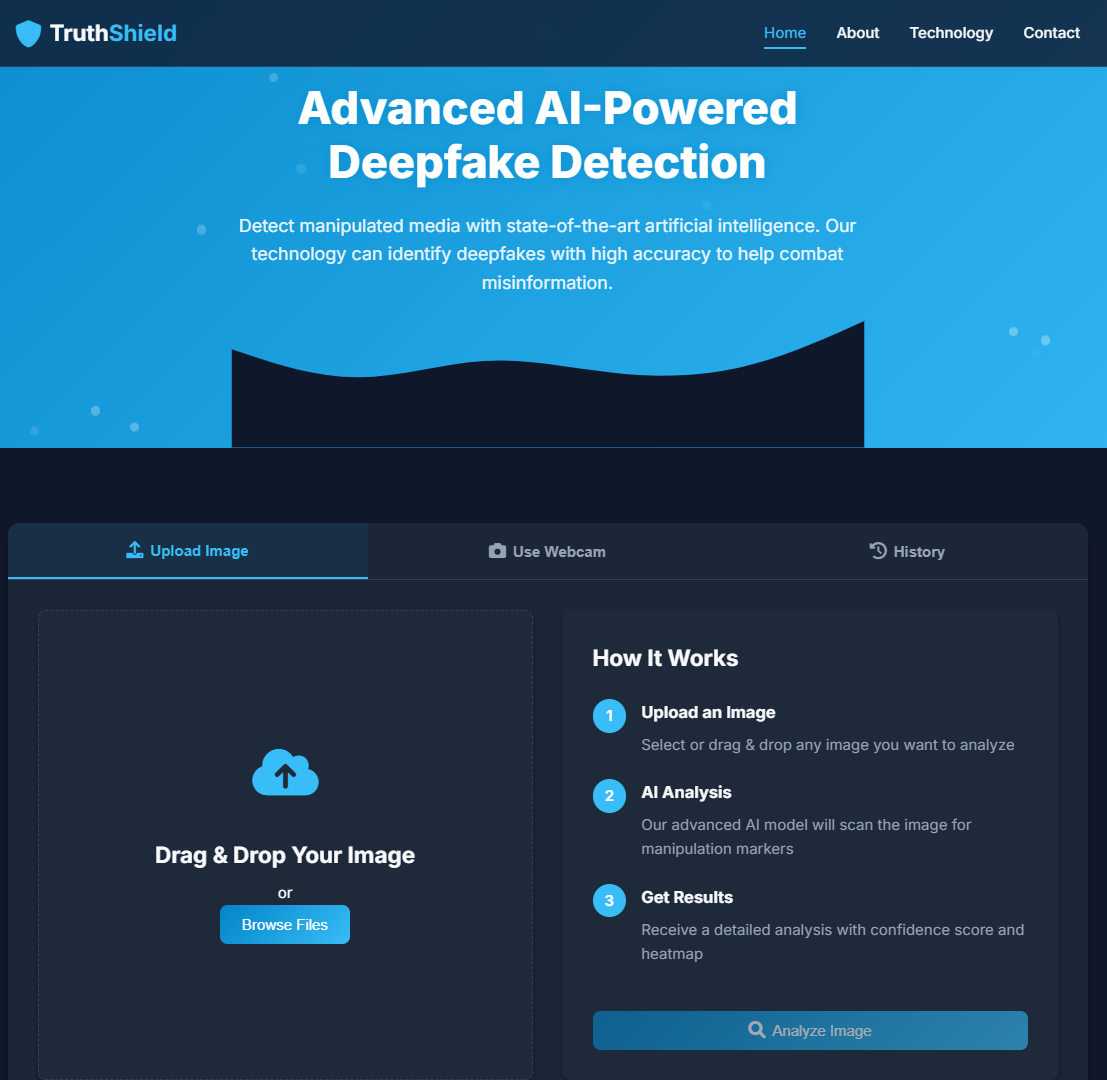 TruthShield
Home About Technology Contact
Advanced AI-Powered
Deepfake Detection
Detect manipulated media with state-of-the-art artificial intelligence. Our
technology can identify deepfakes with high accuracy to help combat
misinformation.
Upload Image Use Webcam History
Drag & Drop Your Image
or
Browse Files
How It Works
1 Upload an Image
Select or drag & drop any image you want to analyze
2 AI Analysis
Our advanced AI model will scan the image for
manipulation markers
3 Get Results
Receive a detailed analysis with confidence score and
heatmap
Analyze Image